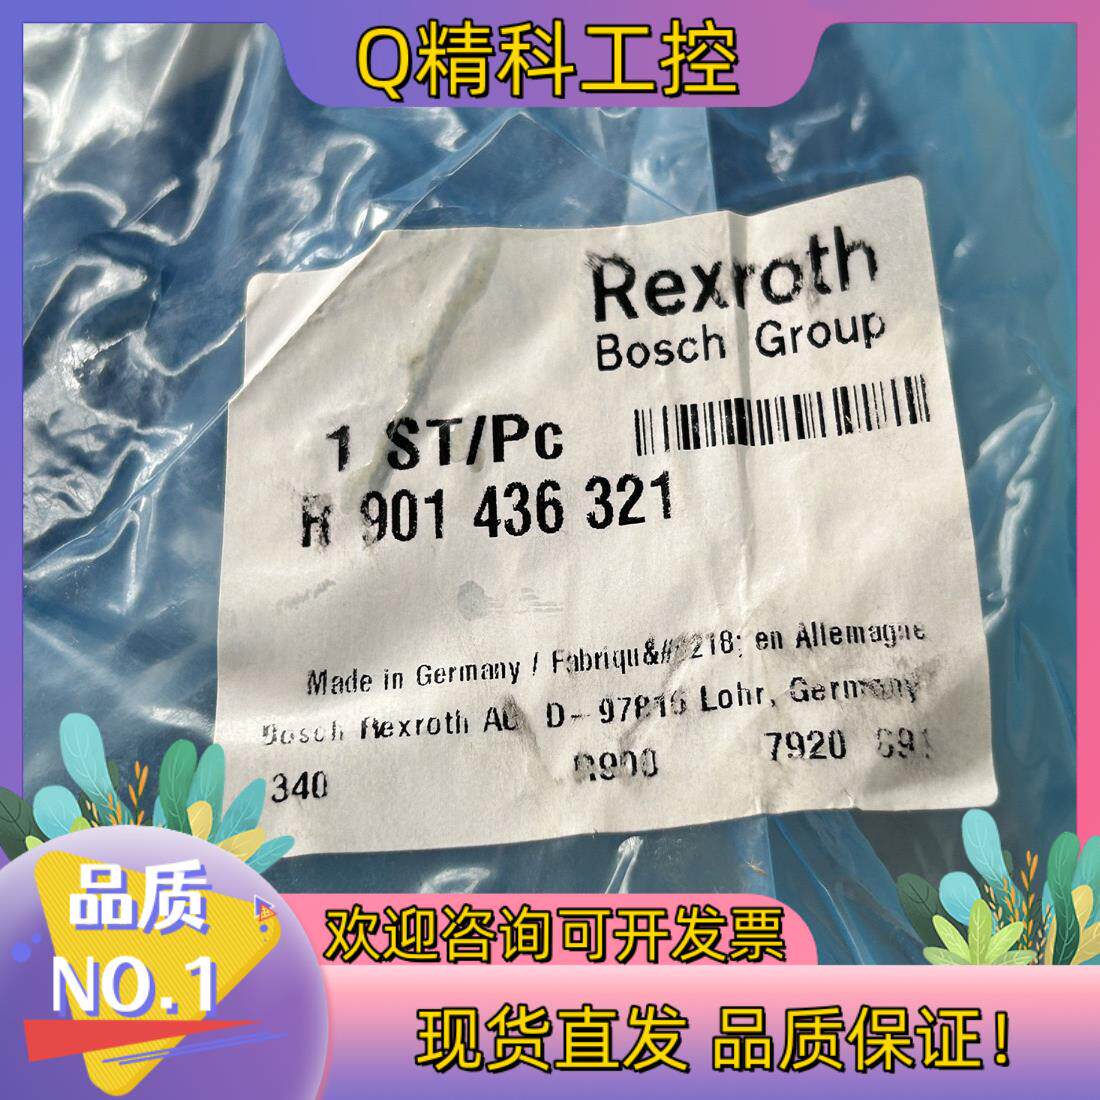 Q精科工控
Rexroth
Bosch Group
1 ST/Pc
R 901 436 321
Made in Germany / Fabriqu&#218; en Allemagne
Bosch Rexroth AG D-97816 Lohr, Germany
340 R900 7920 691
品质
NO.1
欢迎咨询可开发票
现货直发 品质保证！